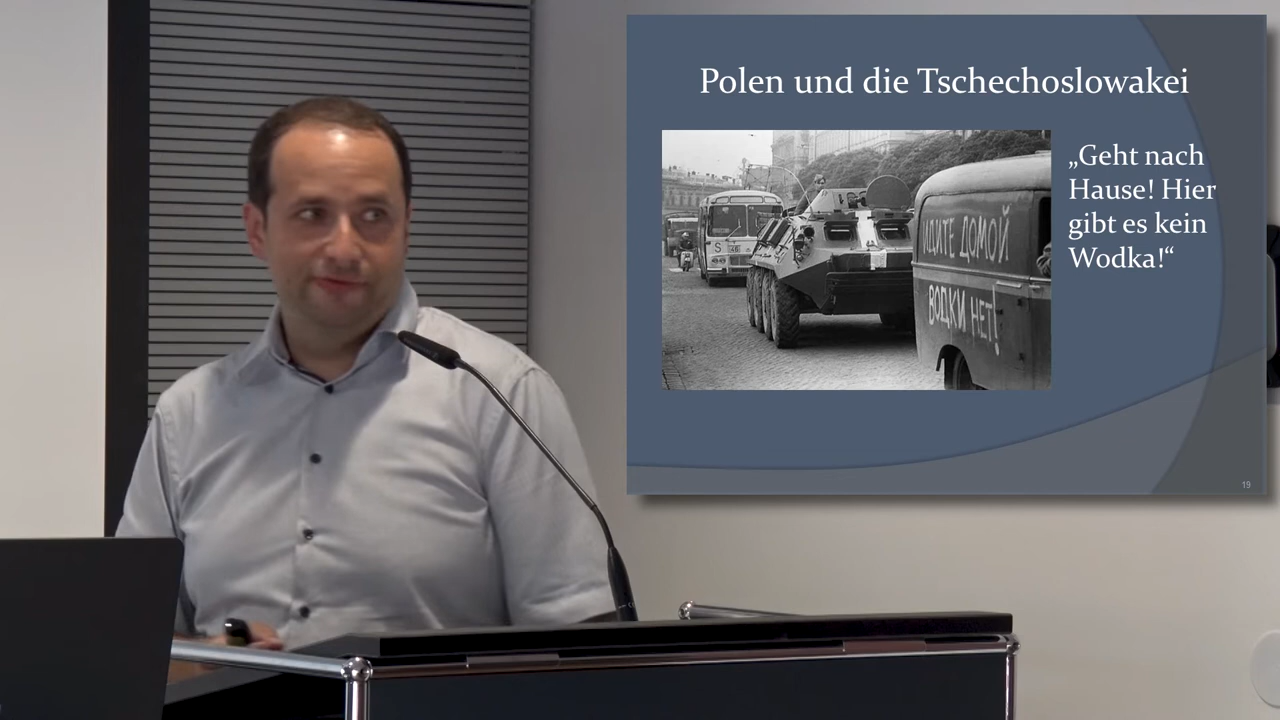 Polen und die Tschechoslowakei
„Geht nach
Hause! Hier
gibt es kein
Wodka!“
S
ИДИТЕ ДОМОЙ
ВОДКИ НЕТ!
19